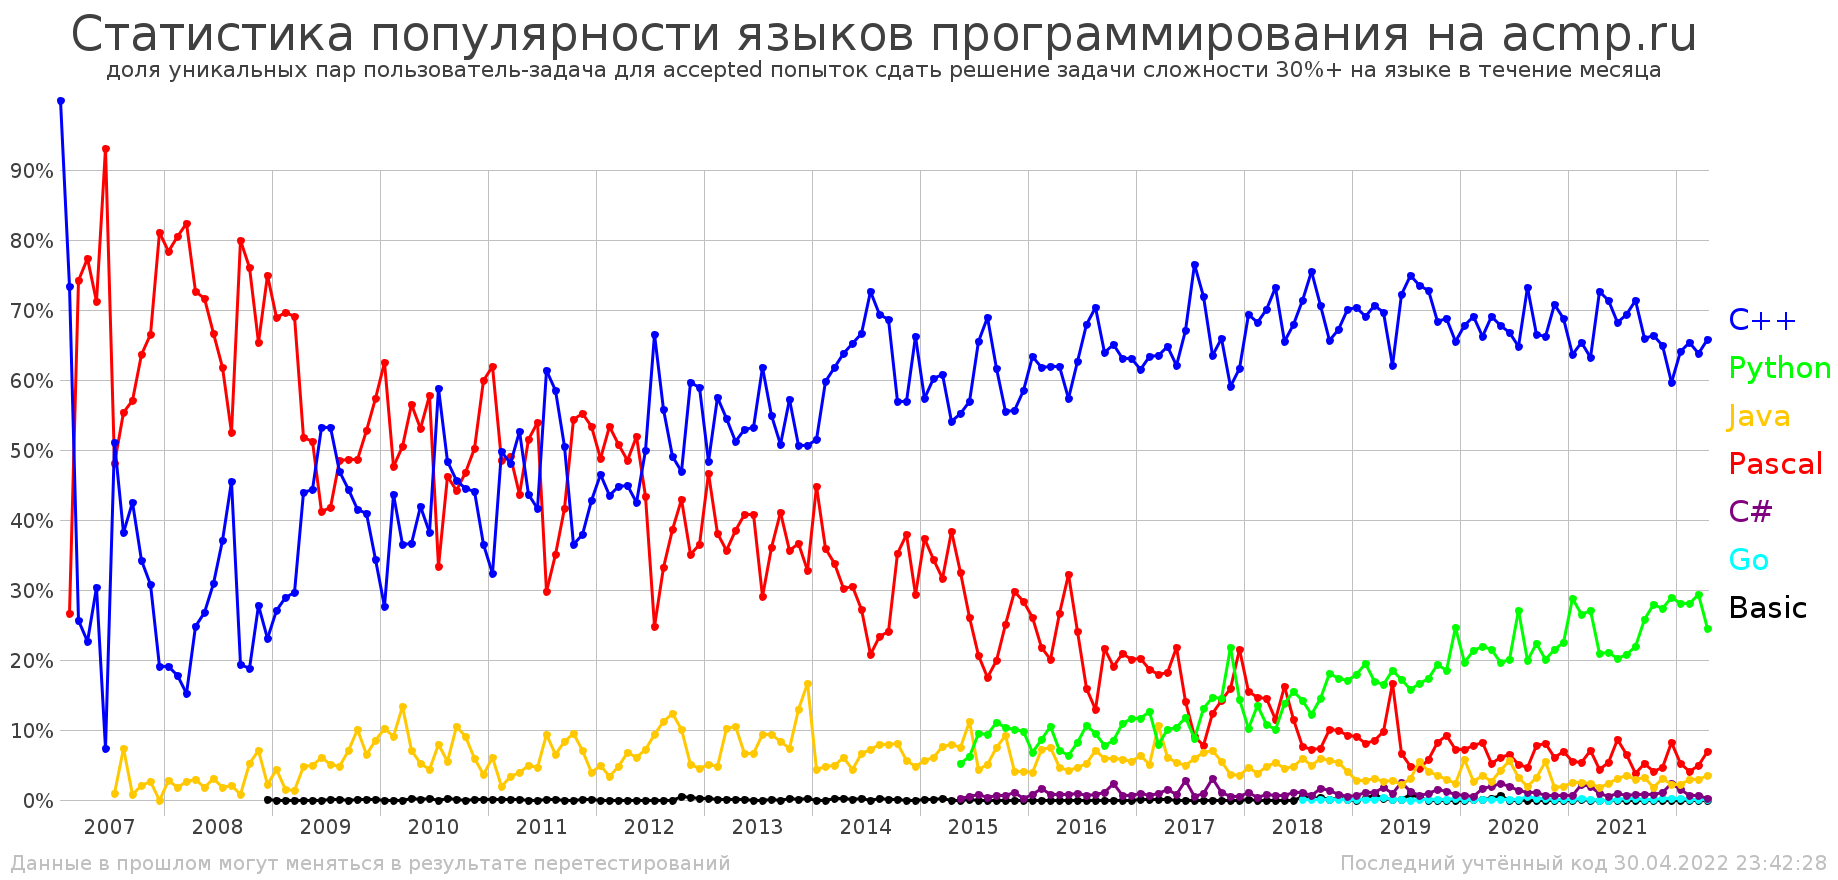 Статистика популярности языков программирования на acmp.ru
доля уникальных пар пользователь-задача для accepted попыток сдать решение задачи сложности 30%+ на языке в течение месяца
90%
80%
70%
60%
50%
40%
30%
20%
10%
0%
2007 2008 2009 2010 2011 2012 2013 2014 2015 2016 2017 2018 2019 2020 2021
C++
Python
Java
Pascal
C#
Go
Basic
Данные в прошлом могут меняться в результате перетестирований
Последний учтённый код 30.04.2022 23:42:28